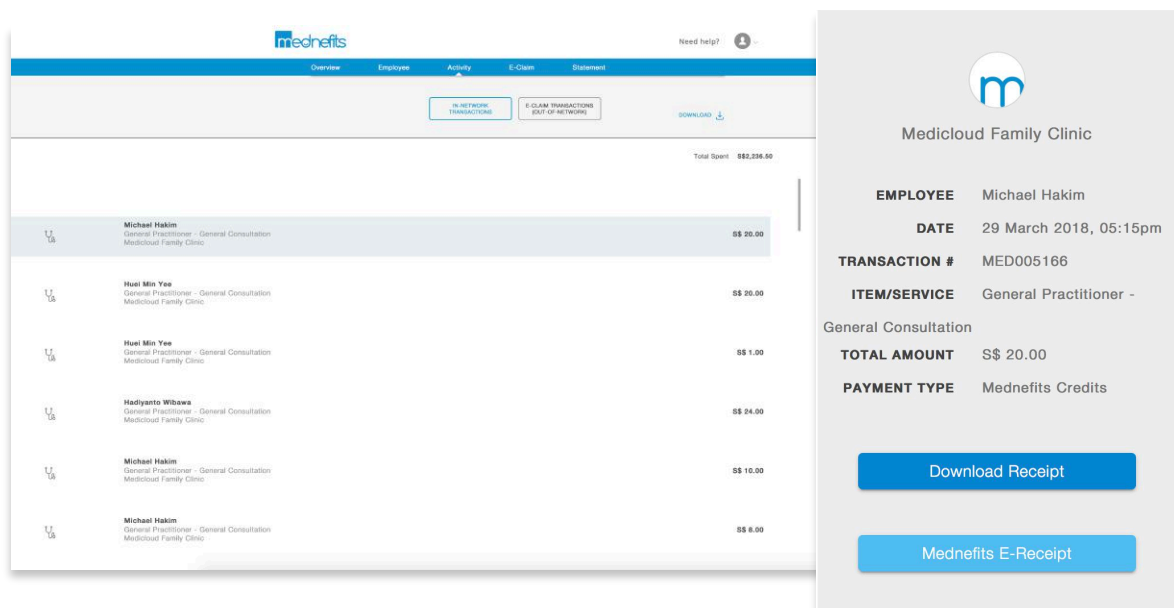 mednefits
Need help?
Overview Employee Activity E-Claim Statement
IN-NETWORK
TRANSACTIONS
E-CLAIM TRANSACTIONS
(OUT-OF-NETWORK)
DOWNLOAD
Total Spent S$2,236.50
Michael Hakim
General Practitioner - General Consultation
Medicloud Family Clinic
S$ 20.00
Huei Min Yee
General Practitioner - General Consultation
Medicloud Family Clinic
S$ 20.00
Huei Min Yee
General Practitioner - General Consultation
Medicloud Family Clinic
S$ 1.00
Hadiyanto Wibawa
General Practitioner - General Consultation
Medicloud Family Clinic
S$ 24.00
Michael Hakim
General Practitioner - General Consultation
Medicloud Family Clinic
S$ 10.00
Michael Hakim
General Practitioner - General Consultation
Medicloud Family Clinic
S$ 8.00
m
Medicloud Family Clinic
EMPLOYEE Michael Hakim
DATE 29 March 2018, 05:15pm
TRANSACTION # MED005166
ITEM/SERVICE General Practitioner -
General Consultation
TOTAL AMOUNT S$ 20.00
PAYMENT TYPE Mednefits Credits
Download Receipt
Mednefits E-Receipt